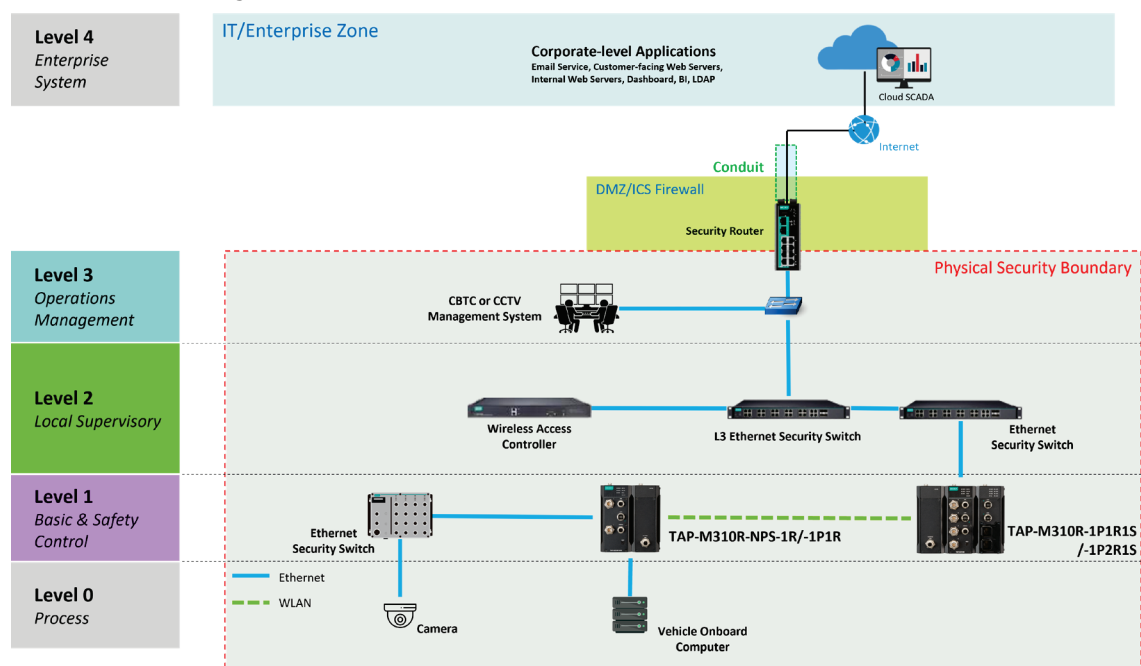 Level 4
Enterprise
System
IT/Enterprise Zone
Corporate-level Applications
Email Service, Customer-facing Web Servers,
Internal Web Servers, Dashboard, BI, LDAP
Cloud SCADA
Internet
Conduit
DMZ/ICS Firewall
Security Router
Level 3
Operations
Management
Physical Security Boundary
CBTC or CCTV
Management System
Level 2
Local Supervisory
Wireless Access
Controller
L3 Ethernet Security Switch
Ethernet
Security Switch
Level 1
Basic & Safety
Control
Ethernet
Security Switch
TAP-M310R-NPS-1R/-1P1R
TAP-M310R-1P1R1S
/-1P2R1S
Level 0
Process
Ethernet
WLAN
Camera
Vehicle Onboard
Computer